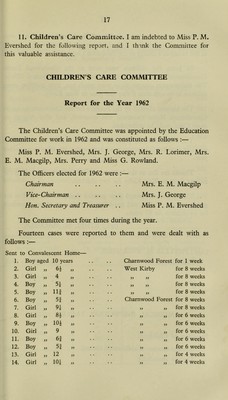 17
11. Children's Care Committee. I am indebted to Miss P. M.
Evershed for the following report, and I think the Committee for
this valuable assistance.
CHILDREN'S CARE COMMITTEE
Report for the Year 1962
The Children's Care Committee was appointed by the Education
Committee for work in 1962 and was constituted as follows :—
Miss P. M. Evershed, Mrs. J. George, Mrs. R. Lorimer, Mrs.
E. M. Macgilp, Mrs. Perry and Miss G. Rowland.
The Officers elected for 1962 were :—
Chairman .. .. .. Mrs. E. M. Macgilp
Vice-Chairman .. .. .. Mrs. J. George
Hon. Secretary and Treasurer .. Miss P. M. Evershed
The Committee met four times during the year.
Fourteen cases were reported to them and were dealt with as
follows :—
Sent to Convalescent Home—
1. Boy aged 10 years .. .. Charnwood Forest for 1 week
2. Girl „ 6½ „ .. .. West Kirby for 8 weeks
3. Girl „ 4 „ .. .. „ „ for 8 weeks
4. Boy „ 5½ „ .. .. „ „ for 8 weeks
5. Boy „ 11½ „ .. .. „ „ for 8 weeks
6. Boy „ 5½ „ .. .. Charnwood Forest for 8 weeks
7. Girl „ 9½ „ .. .. „ „ for 8 weeks
8. Girl „ 8½ „ .. .. „ „ for 6 weeks
9. Boy „ 10½ „ .. .. „ „ for 6 weeks
10. Girl „ 9 „ .. .. „ „ for 6 weeks
11. Boy „ 6½ „ .. .. „ „ for 6 weeks
12. Boy „ 5½ „ .. .. „ „ for 6 weeks
13. Girl „ 12 „ .. .. „ „ for 4 weeks
14. Girl „ 10½ „ .. .. „ „ for 4 weeks